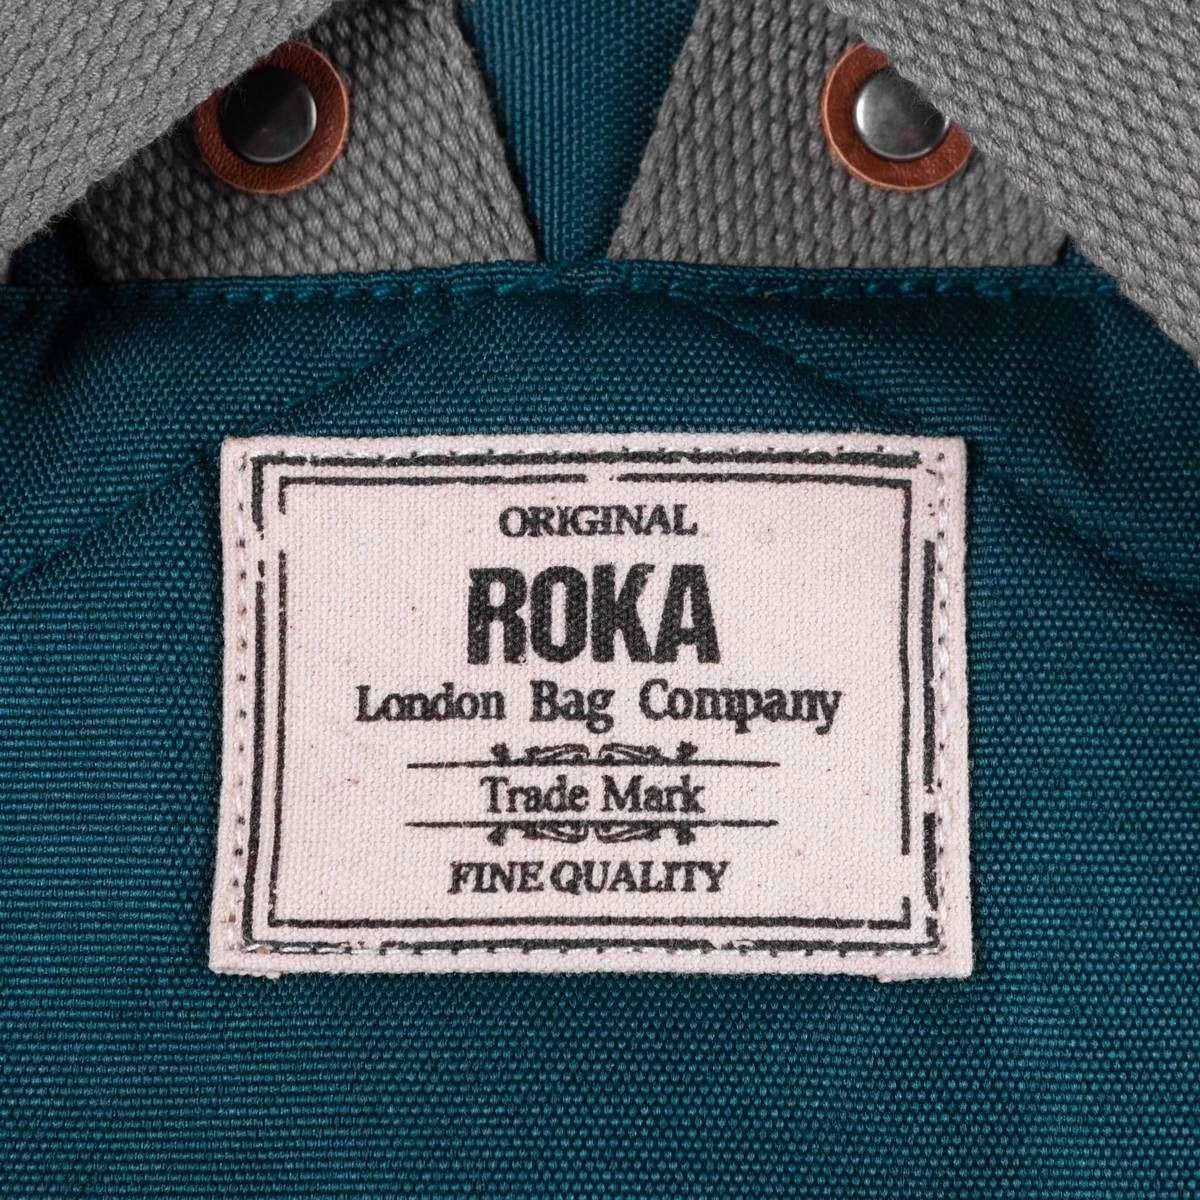 ORIGINAL
ROKA
London Bag Company
Trade Mark
FINE QUALITY